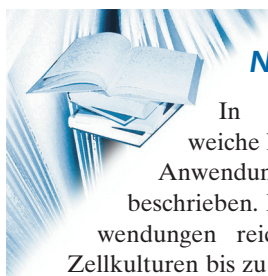 N
In
weiche
Anwendun
beschrieben.
wendungen reic
Zellkulturen bis zu